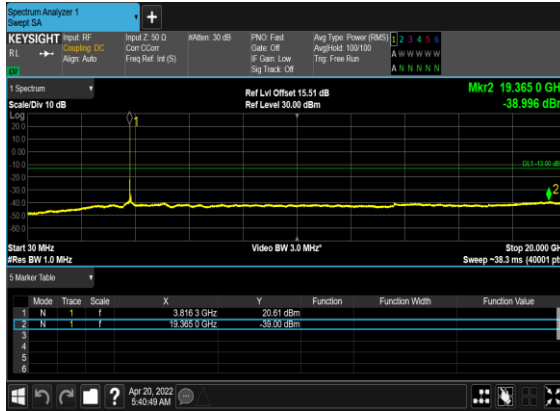 Spectrum Analyzer 1
Swept SA
+
KEYSIGHT Input: RF Input Z: 50 Ω #Atten: 30 dB PNO: Fast Avg Type: Power (RMS) 1 2 3 4 5 6
RL Coupling: DC Corr CCorr Gate: Off Avg|Hold: 100/100 A W W W W W
Align: Auto Freq Ref: Int (S) IF Gain: Low Trig: Free Run
Sig Track: Off A N N N N N
LU
1 Spectrum Ref Lvl Offset 15.51 dB Mkr2 19.365 0 GH
Scale/Div 10 dB Ref Level 30.00 dBm -38.996 dB
Log
20.0
10.0
0.00
-10.0
DL1 -13.00 dB
-20.0
-30.0
-40.0
-50.0
-60.0
1
2
Start 30 MHz Video BW 3.0 MHz* Stop 20.000 GH
#Res BW 1.0 MHz Sweep ~38.3 ms (40001 pt
5 Marker Table
Mode Trace Scale X Y Function Function Width Function Value
1 N 1 f 3.816 3 GHz 20.61 dBm
2 N 1 f 19.365 0 GHz -39.00 dBm
3
4
5
6
? Apr 20, 2022
5:40:49 AM